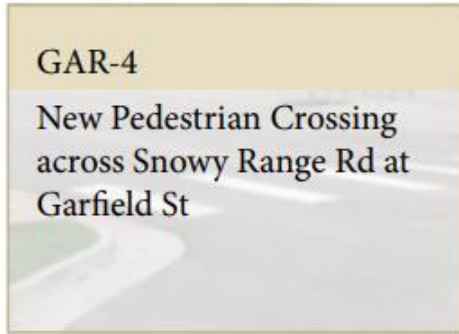 GAR-4
New Pedestrian Crossing
across Snowy Range Rd at
Garfield St